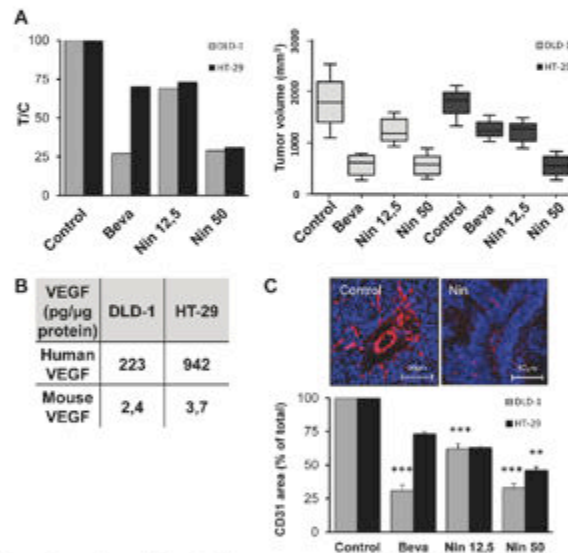 A
T/C
100
75
50
25
0
DLD-1
HT-29
Control
Beva
Nin 12,5
Nin 50
Tumor volume (mm³)
3000
2000
1000
0
DLD-1
HT-29
Control
Beva
Nin 12,5
Nin 50
Control
Beva
Nin 12,5
Nin 50
B
VEGF (pg/µg protein) DLD-1 HT-29
Human VEGF 223 942
Mouse VEGF 2,4 3,7
C
Control
Nin
CD31 area (% of total)
100
75
50
25
0
DLD-1
HT-29
***
***
***
**
Control
Beva
Nin 12,5
Nin 50